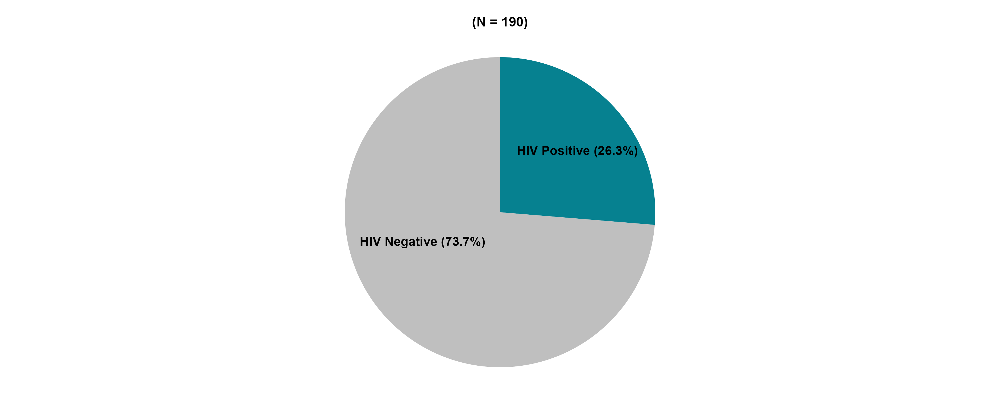 (N = 190)
HIV Positive (26.3%)
HIV Negative (73.7%)